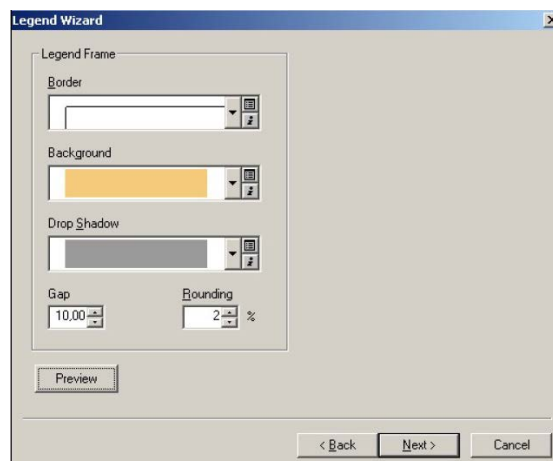 Legend Wizard
Legend Frame
Border
Background
Drop Shadow
Gap
Rounding
10,00
2
%
Preview
< Back
Next >
Cancel